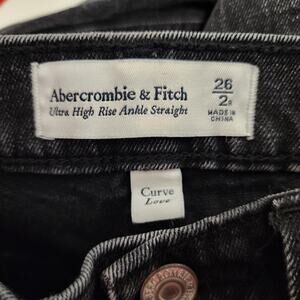 Abercrombie & Fitch
Ultra High Rise Ankle Straight
26
2R
MADE IN
CHINA
Curve
Love